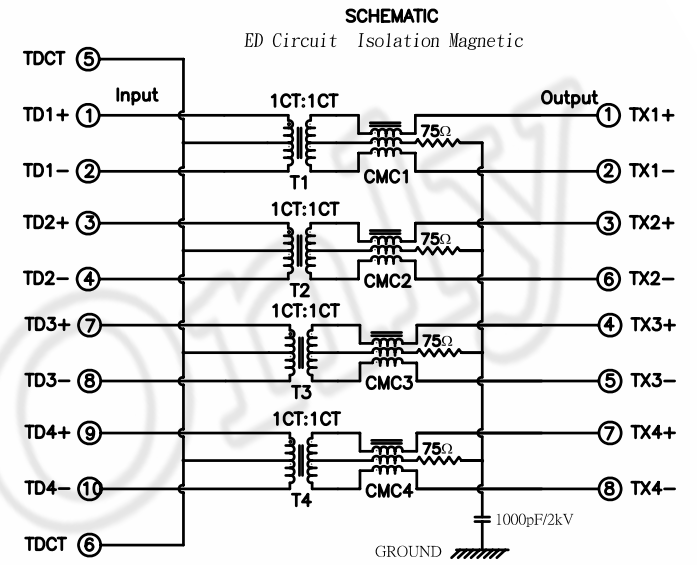 SCHEMATIC
ED Circuit Isolation Magnetic
TDCT 5
Input
Output
TD1+ 1
1CT:1CT
75Ω
1 TX1+
TD1- 2
T1
CMC1
2 TX1-
TD2+ 3
1CT:1CT
75Ω
3 TX2+
TD2- 4
T2
CMC2
6 TX2-
TD3+ 7
1CT:1CT
75Ω
4 TX3+
TD3- 8
T3
CMC3
5 TX3-
TD4+ 9
1CT:1CT
75Ω
7 TX4+
TD4- 10
T4
CMC4
8 TX4-
TDCT 6
1000pF/2kV
GROUND
Only